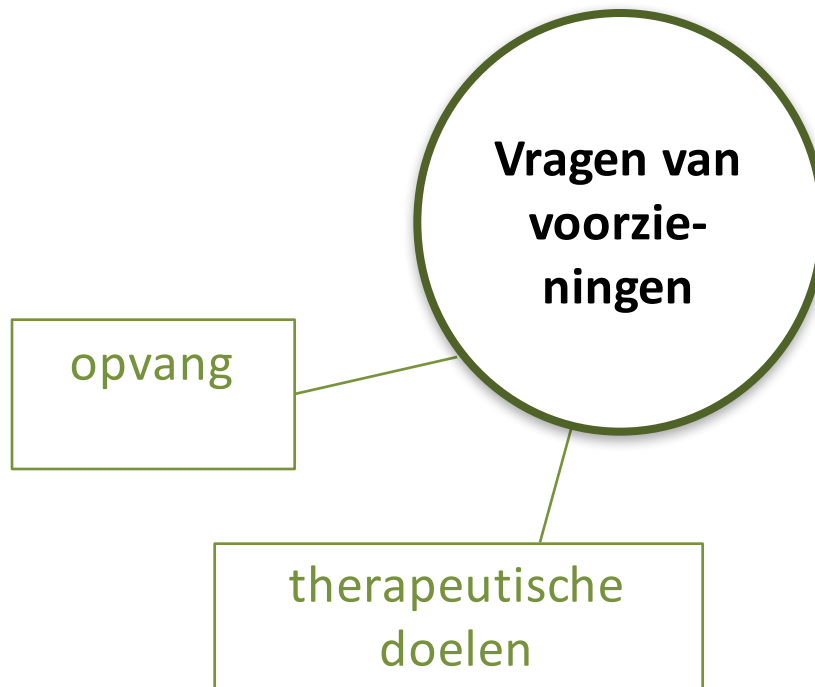 Vragen van
voorzie-
ningen
opvang
therapeutische
doelen